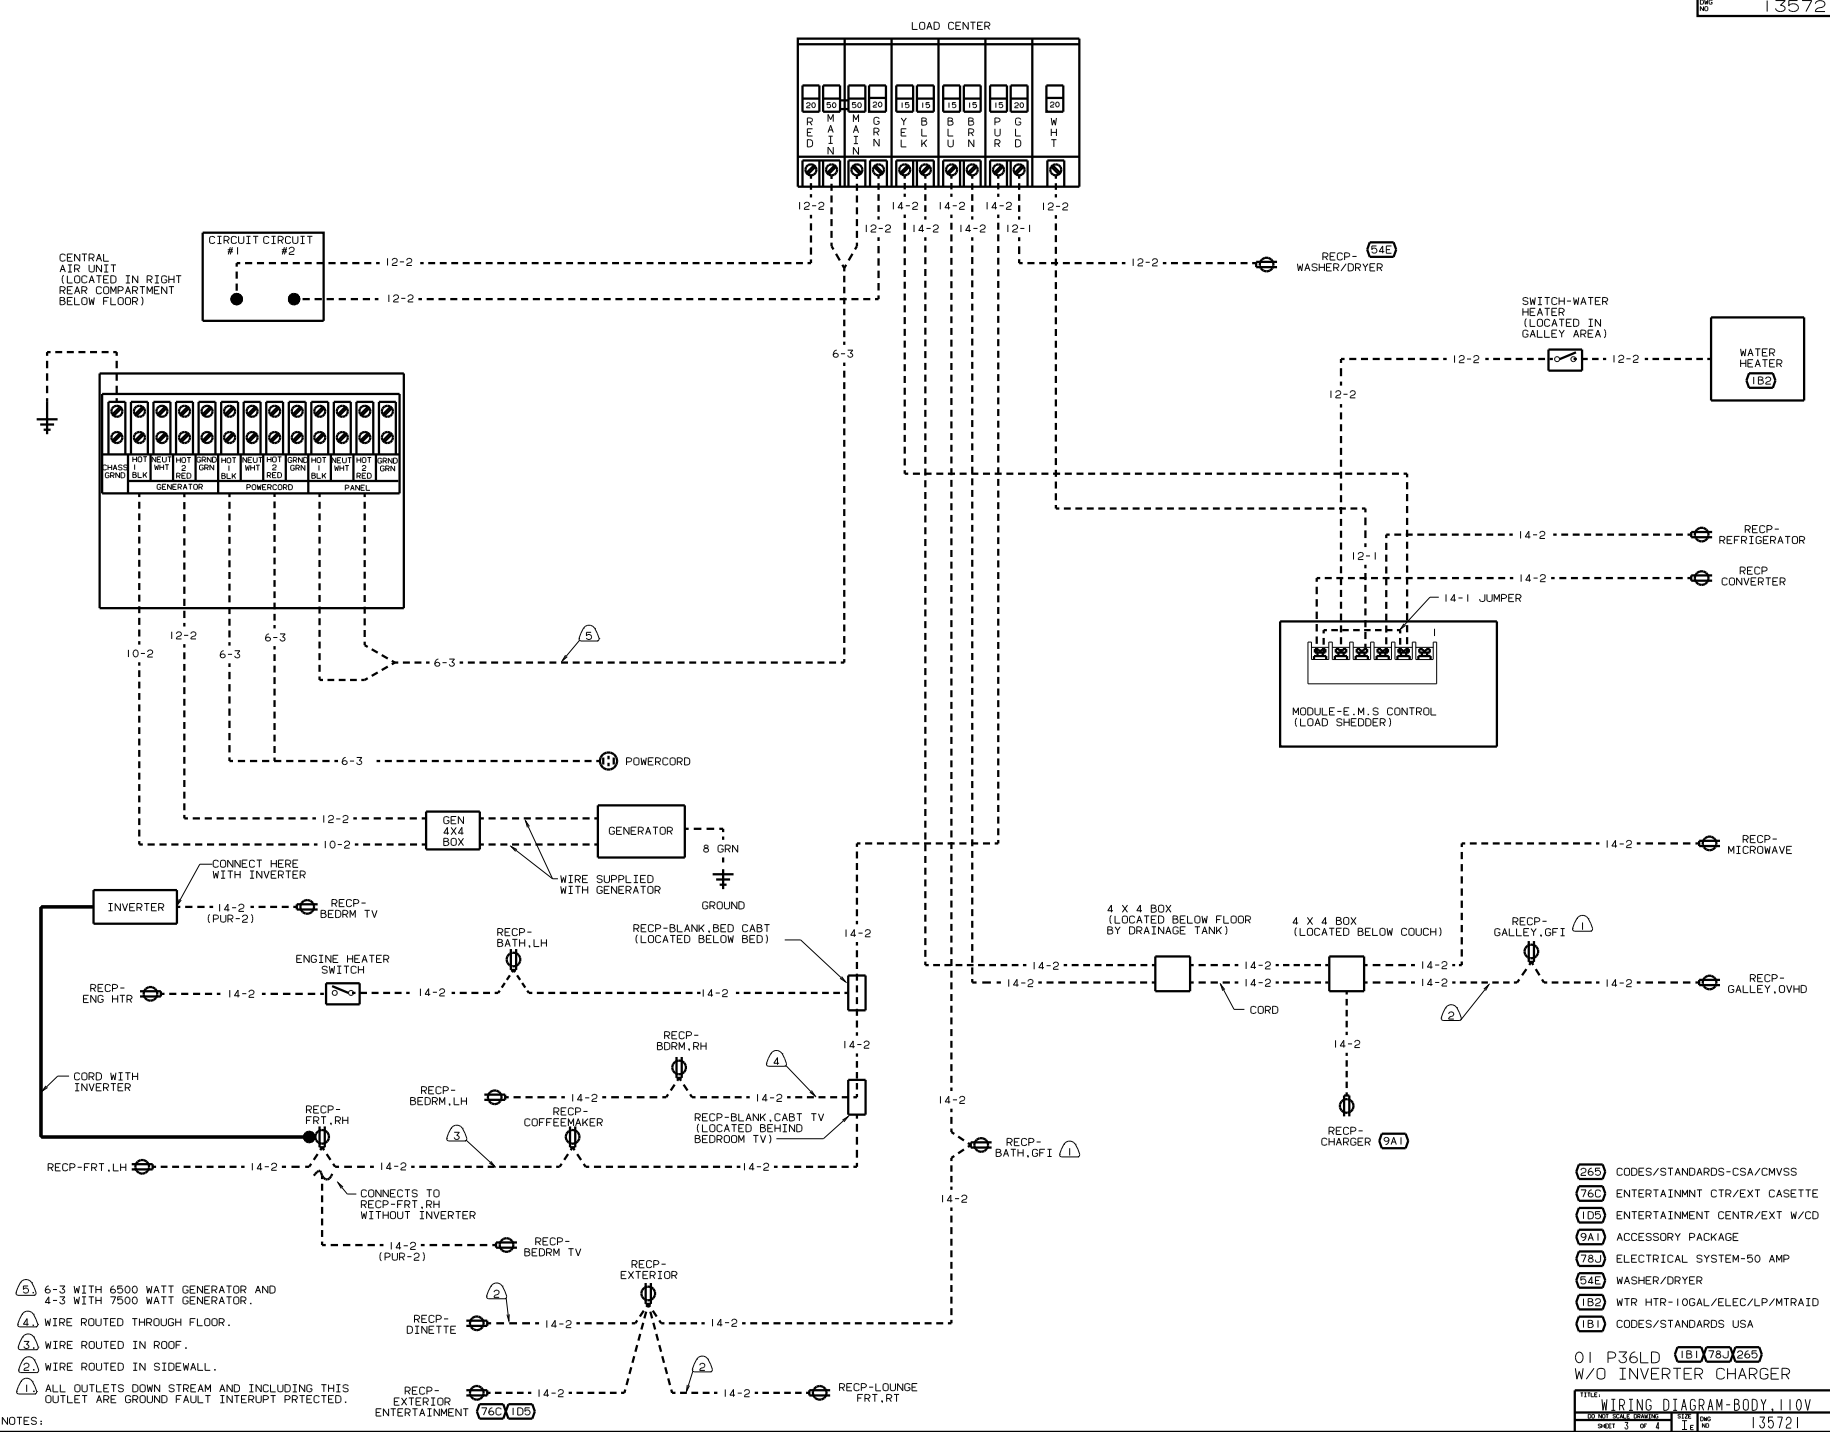 DWG
NO 13572
LOAD CENTER
20 50 50 20 15 15 15 15 15 20 20
RED MAIN MAIN GRN YEL BLK BLU BRN PUR GLD WHT
12-2 14-2 14-2 14-2 12-2
12-2 14-2 14-2 12-1
CIRCUIT CIRCUIT
#1 #2
CENTRAL
AIR UNIT
(LOCATED IN RIGHT
REAR COMPARTMENT
BELOW FLOOR)
12-2
12-2
RECP-
WASHER/DRYER
54E
12-2
6-3
SWITCH-WATER
HEATER
(LOCATED IN
GALLEY AREA)
12-2 12-2
12-2
WATER
HEATER
1B2
CHASS
GRND
HOT
1
BLK
NEUT
WHT
HOT
2
RED
GRND
GRN
HOT
1
BLK
NEUT
WHT
HOT
2
RED
GRND
GRN
HOT
1
BLK
NEUT
WHT
HOT
2
RED
GRND
GRN
GENERATOR POWERCORD PANEL
14-2
RECP-
REFRIGERATOR
12-1
14-2
RECP
CONVERTER
14-1 JUMPER
1
MODULE-E.M.S CONTROL
(LOAD SHEDDER)
10-2 12-2 6-3 6-3
6-3
5
6-3
POWERCORD
12-2
10-2
GEN
4X4
BOX
GENERATOR
8 GRN
GROUND
WIRE SUPPLIED
WITH GENERATOR
CONNECT HERE
WITH INVERTER
INVERTER
14-2
(PUR-2)
RECP-
BEDRM TV
RECP-
BATH,LH
RECP-BLANK,BED CABT
(LOCATED BELOW BED)
14-2
ENGINE HEATER
SWITCH
RECP-
ENG HTR
14-2 14-2 14-2
14-2
RECP-
BDRM,RH
4
RECP-
BEDRM,LH
14-2 14-2
RECP-BLANK,CABT TV
(LOCATED BEHIND
BEDROOM TV)
CORD WITH
INVERTER
RECP-
FRT,RH
3
RECP-
COFFEEMAKER
RECP-FRT,LH
14-2 14-2 14-2
CONNECTS TO
RECP-FRT,RH
WITHOUT INVERTER
14-2
(PUR-2)
RECP-
BEDRM TV
4 X 4 BOX
(LOCATED BELOW FLOOR
BY DRAINAGE TANK)
4 X 4 BOX
(LOCATED BELOW COUCH)
14-2
RECP-
MICROWAVE
RECP-
GALLEY,GFI
1
14-2 14-2 14-2
14-2 14-2 14-2 14-2
CORD
2
RECP-
GALLEY,OVHD
14-2
RECP-
CHARGER
9A1
14-2
RECP-
BATH,GFI
1
14-2
RECP-
EXTERIOR
2
RECP-
DINETTE
14-2 14-2
RECP-
EXTERIOR
ENTERTAINMENT
76C 1D5
14-2
2
14-2
RECP-LOUNGE
FRT,RT
5. 6-3 WITH 6500 WATT GENERATOR AND
4-3 WITH 7500 WATT GENERATOR.
4. WIRE ROUTED THROUGH FLOOR.
3. WIRE ROUTED IN ROOF.
2. WIRE ROUTED IN SIDEWALL.
1. ALL OUTLETS DOWN STREAM AND INCLUDING THIS
OUTLET ARE GROUND FAULT INTERUPT PRTECTED.
NOTES:
265 CODES/STANDARDS-CSA/CMVSS
76C ENTERTAINMNT CTR/EXT CASETTE
1D5 ENTERTAINMENT CENTR/EXT W/CD
9A1 ACCESSORY PACKAGE
78J ELECTRICAL SYSTEM-50 AMP
54E WASHER/DRYER
1B2 WTR HTR-10GAL/ELEC/LP/MTRAID
1B1 CODES/STANDARDS USA
01 P36LD 1B1 78J 265
W/O INVERTER CHARGER
TITLE:
WIRING DIAGRAM-BODY,110V
DO NOT SCALE DRAWING
SHEET 3 OF 4
SIZE
IE
DWG
NO 135721